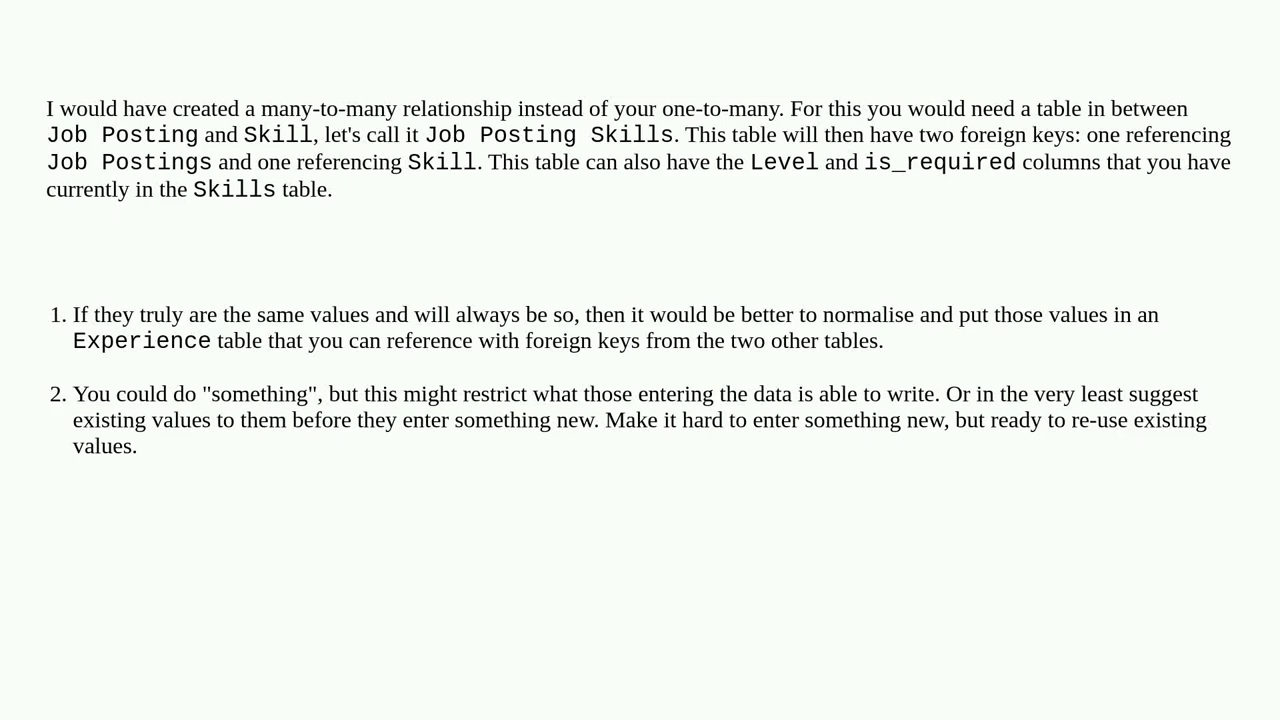 I would have created a many-to-many relationship instead of your one-to-many. For this you would need a table in between
Job Posting and Skill, let's call it Job Posting Skills. This table will then have two foreign keys: one referencing
Job Postings and one referencing Skill. This table can also have the Level and is_required columns that you have
currently in the Skills table.
1. If they truly are the same values and will always be so, then it would be better to normalise and put those values in an
Experience table that you can reference with foreign keys from the two other tables.
2. You could do "something", but this might restrict what those entering the data is able to write. Or in the very least suggest
existing values to them before they enter something new. Make it hard to enter something new, but ready to re-use existing
values.